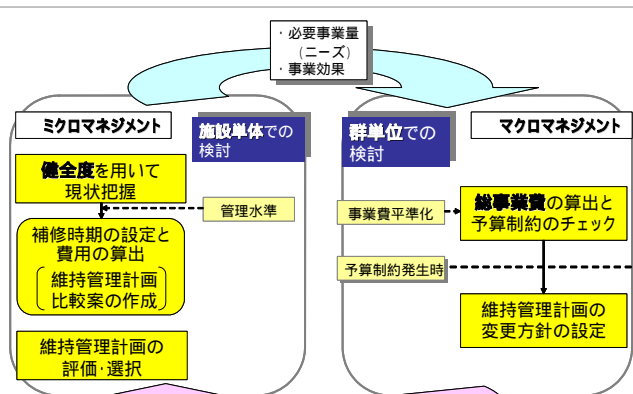 ・必要事業量
(ニーズ)
・事業効果
ミクロマネジメント
施設単体での
検討
健全度を用いて
現状把握
管理水準
補修時期の設定と
費用の算出
維持管理計画
比較案の作成
維持管理計画の
評価・選択
群単位での
検討
マクロマネジメント
事業費平準化
総事業費の算出と
予算制約のチェック
予算制約発生時
維持管理計画の
変更方針の設定